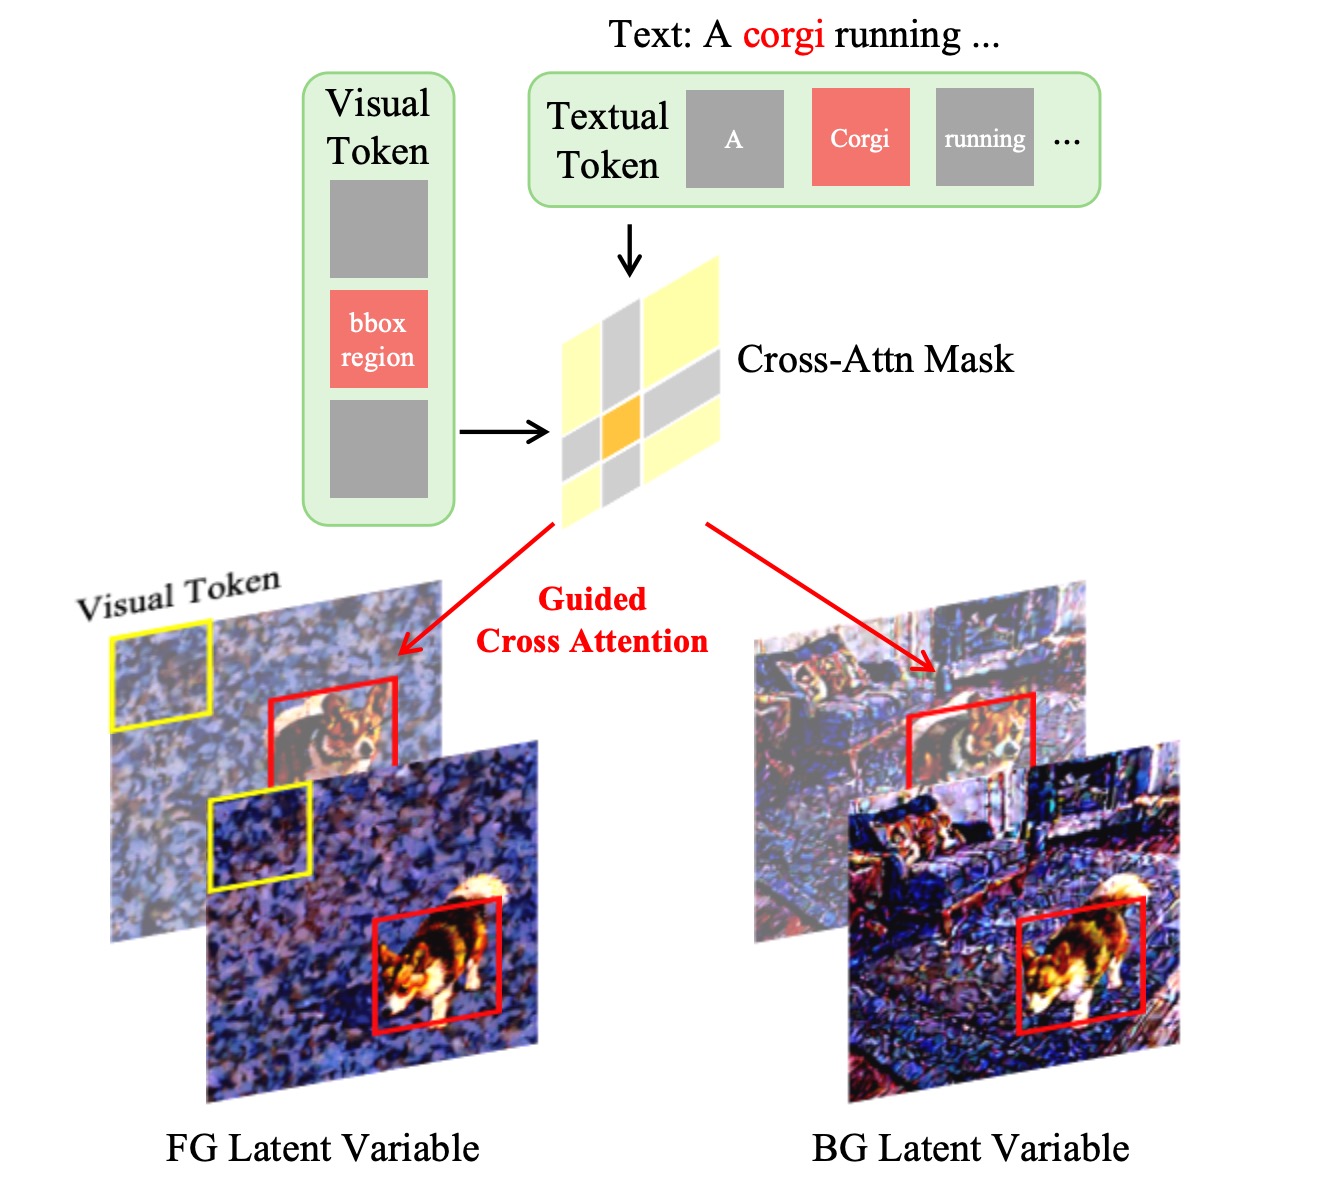 Text: A corgi running ...
Visual
Token
bbox
region
Textual
Token
A
Corgi
running
...
Cross-Attn Mask
Guided
Cross Attention
Visual Token
FG Latent Variable
BG Latent Variable